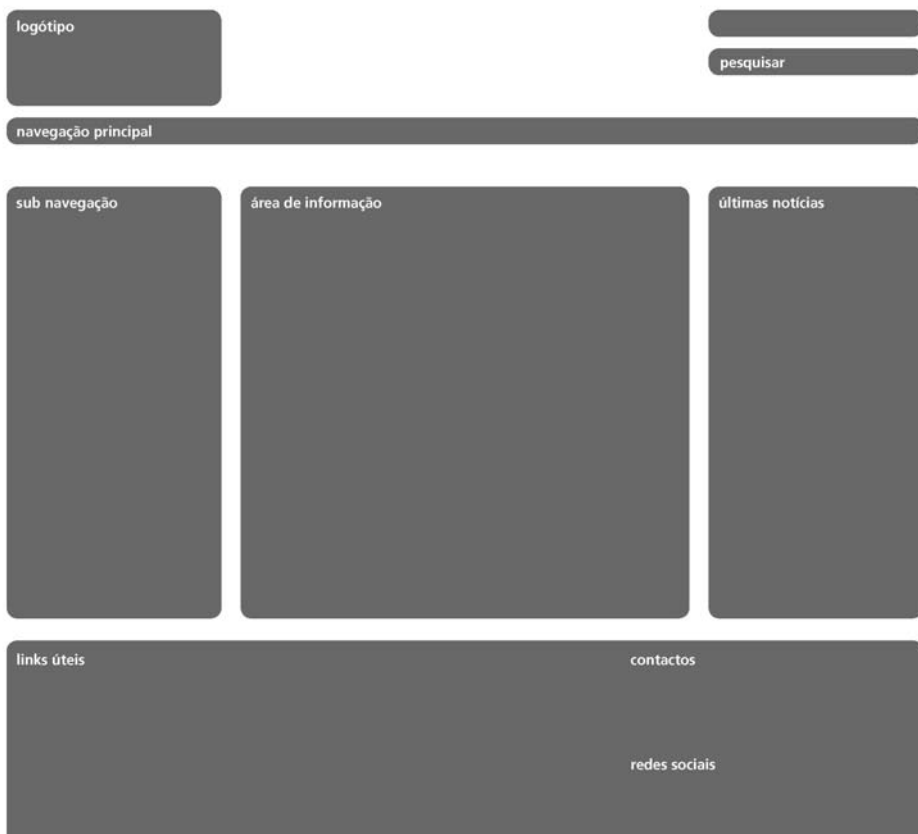 logótipo
pesquisar
navegação principal
sub navegação
área de informação
últimas notícias
links úteis
contactos
redes sociais